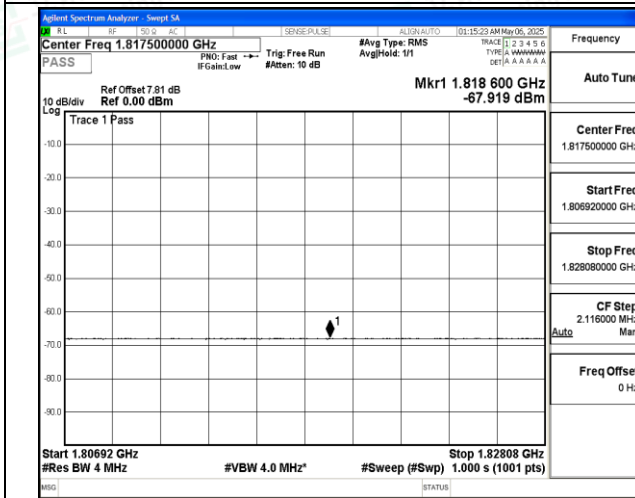 Agilent Spectrum Analyzer - Swept SA
RL RF 50 Ω AC SENSE:PULSE ALIGN AUTO 01:15:23 AM May 06, 2025
Center Freq 1.817500000 GHz
PASS
PNO: Fast
IFGain:Low
Trig: Free Run
#Atten: 10 dB
#Avg Type: RMS
Avg|Hold: 1/1
TRACE 1 2 3 4 5 6
TYPE A WWWWW
DET A A A A A A
Frequency
Ref Offset 7.81 dB
10 dB/div Ref 0.00 dBm
Log
Mkr1 1.818 600 GHz
-67.919 dBm
Trace 1 Pass
-10.0
-20.0
-30.0
-40.0
-50.0
-60.0
-70.0
-80.0
-90.0
1
Start 1.80692 GHz
#Res BW 4 MHz
#VBW 4.0 MHz*
Stop 1.82808 GHz
#Sweep (#Swp) 1.000 s (1001 pts)
MSG
STATUS
Auto Tune
Center Freq
1.817500000 GHz
Start Freq
1.806920000 GHz
Stop Freq
1.828080000 GHz
CF Step
2.116000 MHz
Auto Man
Freq Offset
0 Hz